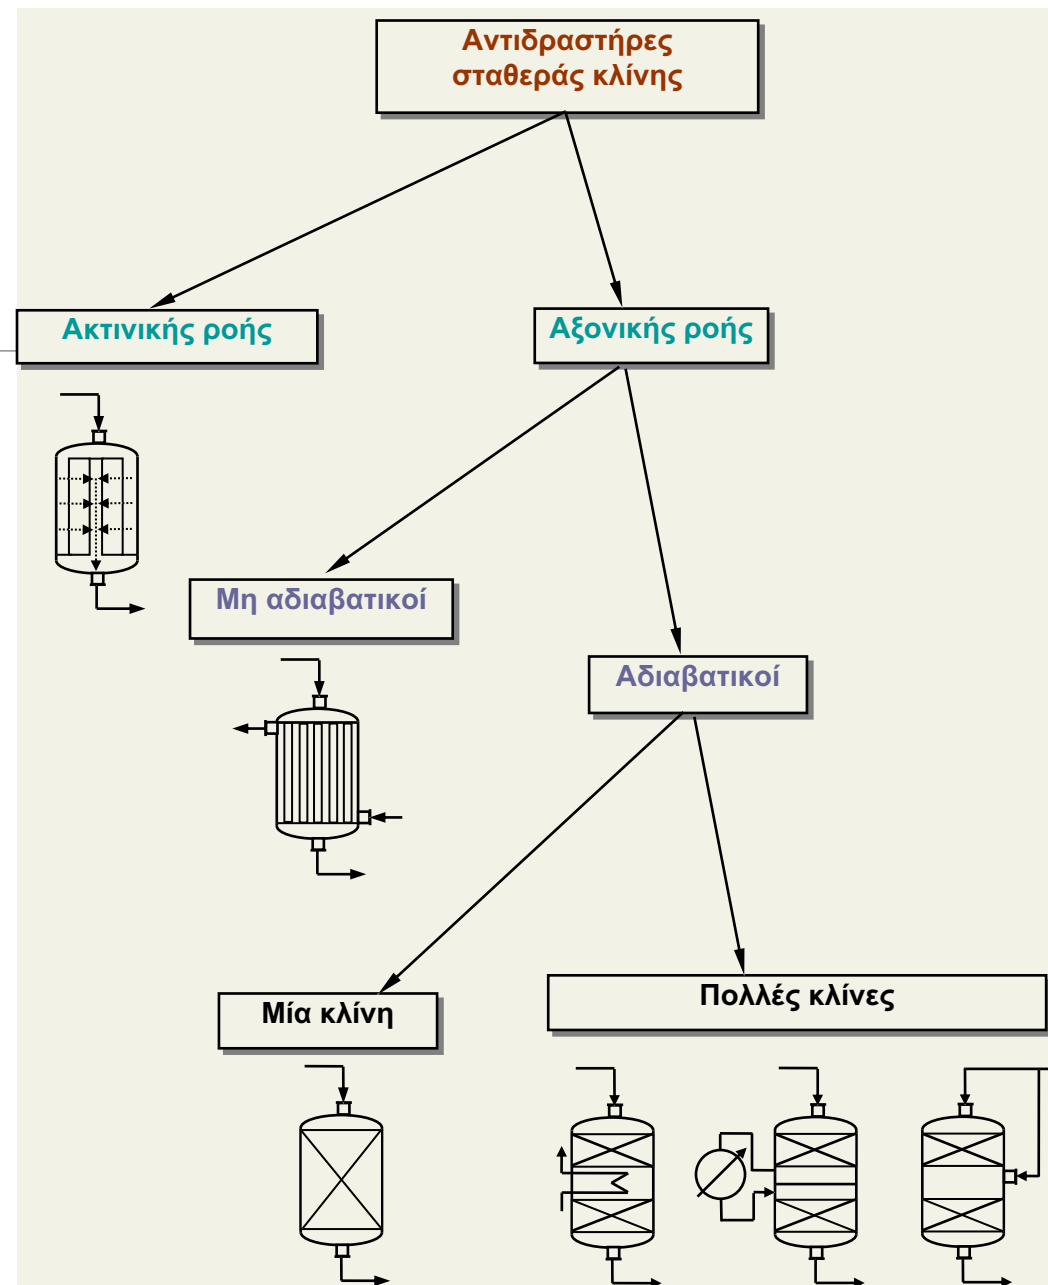 Αντιδραστήρες
σταθεράς κλίνης
Ακτινικής ροής
Αξονικής ροής
Μη αδιαβατικοί
Αδιαβατικοί
Μία κλίνη
Πολλές κλίνες